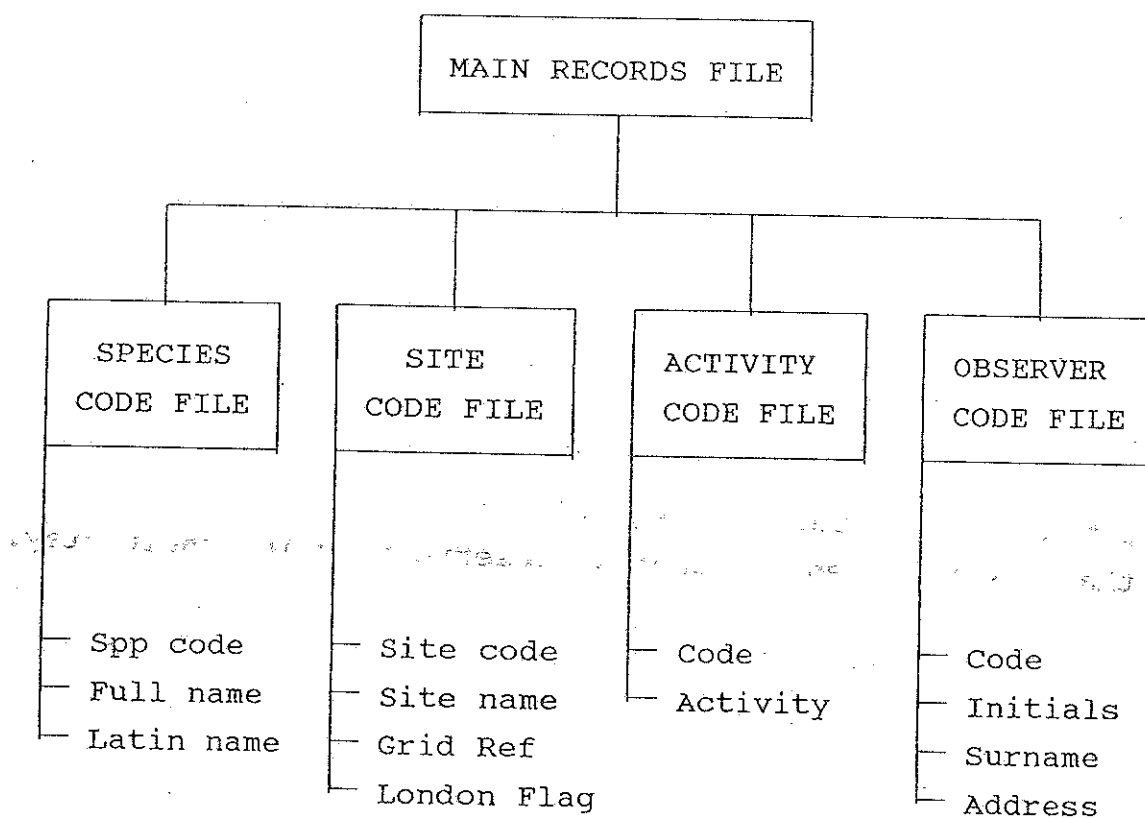 MAIN RECORDS FILE
SPECIES
CODE FILE
SITE
CODE FILE
ACTIVITY
CODE FILE
OBSERVER
CODE FILE
Spp code
Full name
Latin name
Site code
Site name
Grid Ref
London Flag
Code
Activity
Code
Initials
Surname
Address